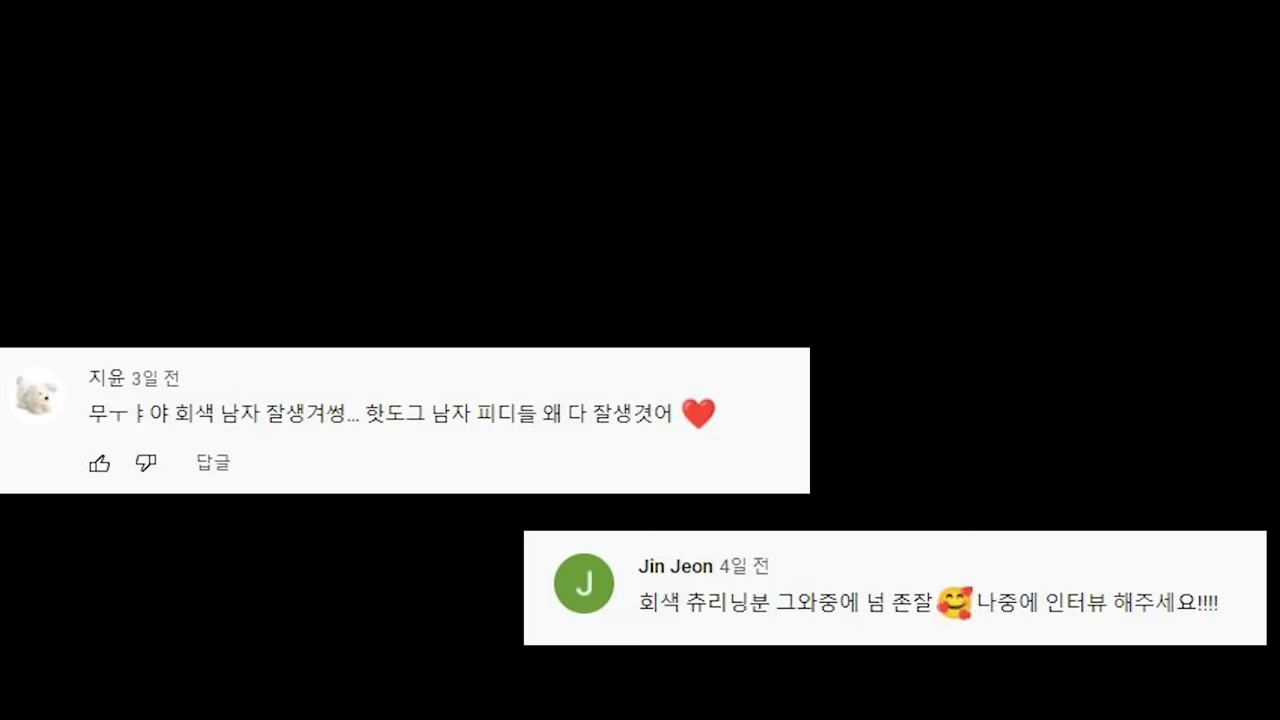 지윤 3일 전
무ㅜㅑ야 회색 남자 잘생겨썽... 핫도그 남자 피디들 왜 다 잘생겻어 ❤️
답글
J
Jin Jeon 4일 전
회색 츄리닝분 그와중에 넘 존잘🥰 나중에 인터뷰 해주세요!!!!